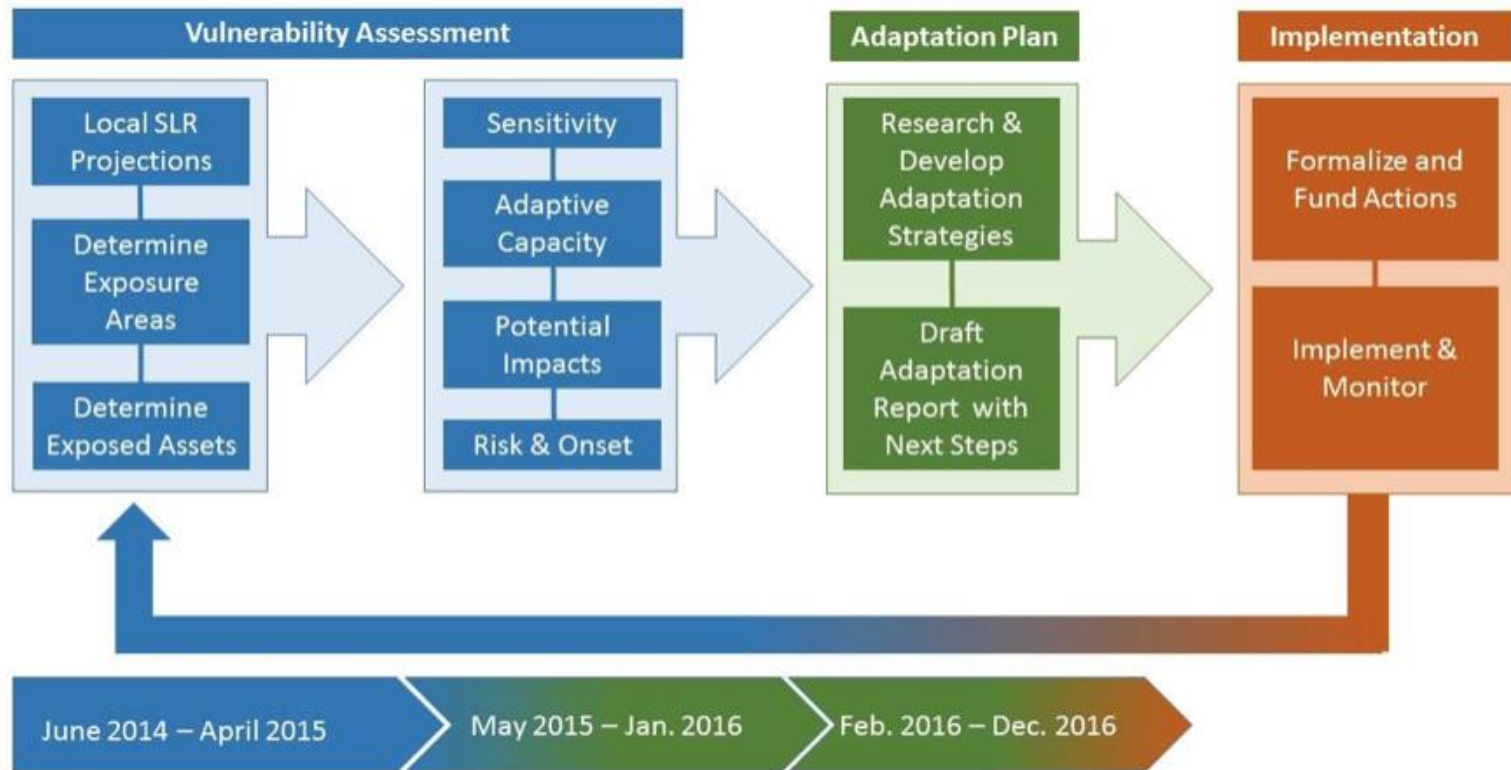 Vulnerability Assessment
Adaptation Plan
Implementation
Local SLR
Projections
Determine
Exposure
Areas
Determine
Exposed Assets
Sensitivity
Adaptive
Capacity
Potential
Impacts
Risk & Onset
Research &
Develop
Adaptation
Strategies
Draft
Adaptation
Report with
Next Steps
Formalize and
Fund Actions
Implement &
Monitor
June 2014 – April 2015
May 2015 – Jan. 2016
Feb. 2016 – Dec. 2016